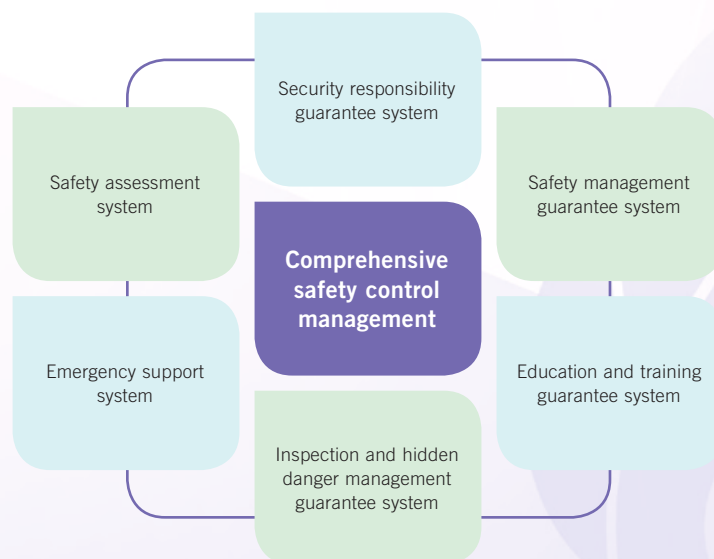 Security responsibility
guarantee system
Safety assessment
system
Safety management
guarantee system
Comprehensive
safety control
management
Emergency support
system
Education and training
guarantee system
Inspection and hidden
danger management
guarantee system